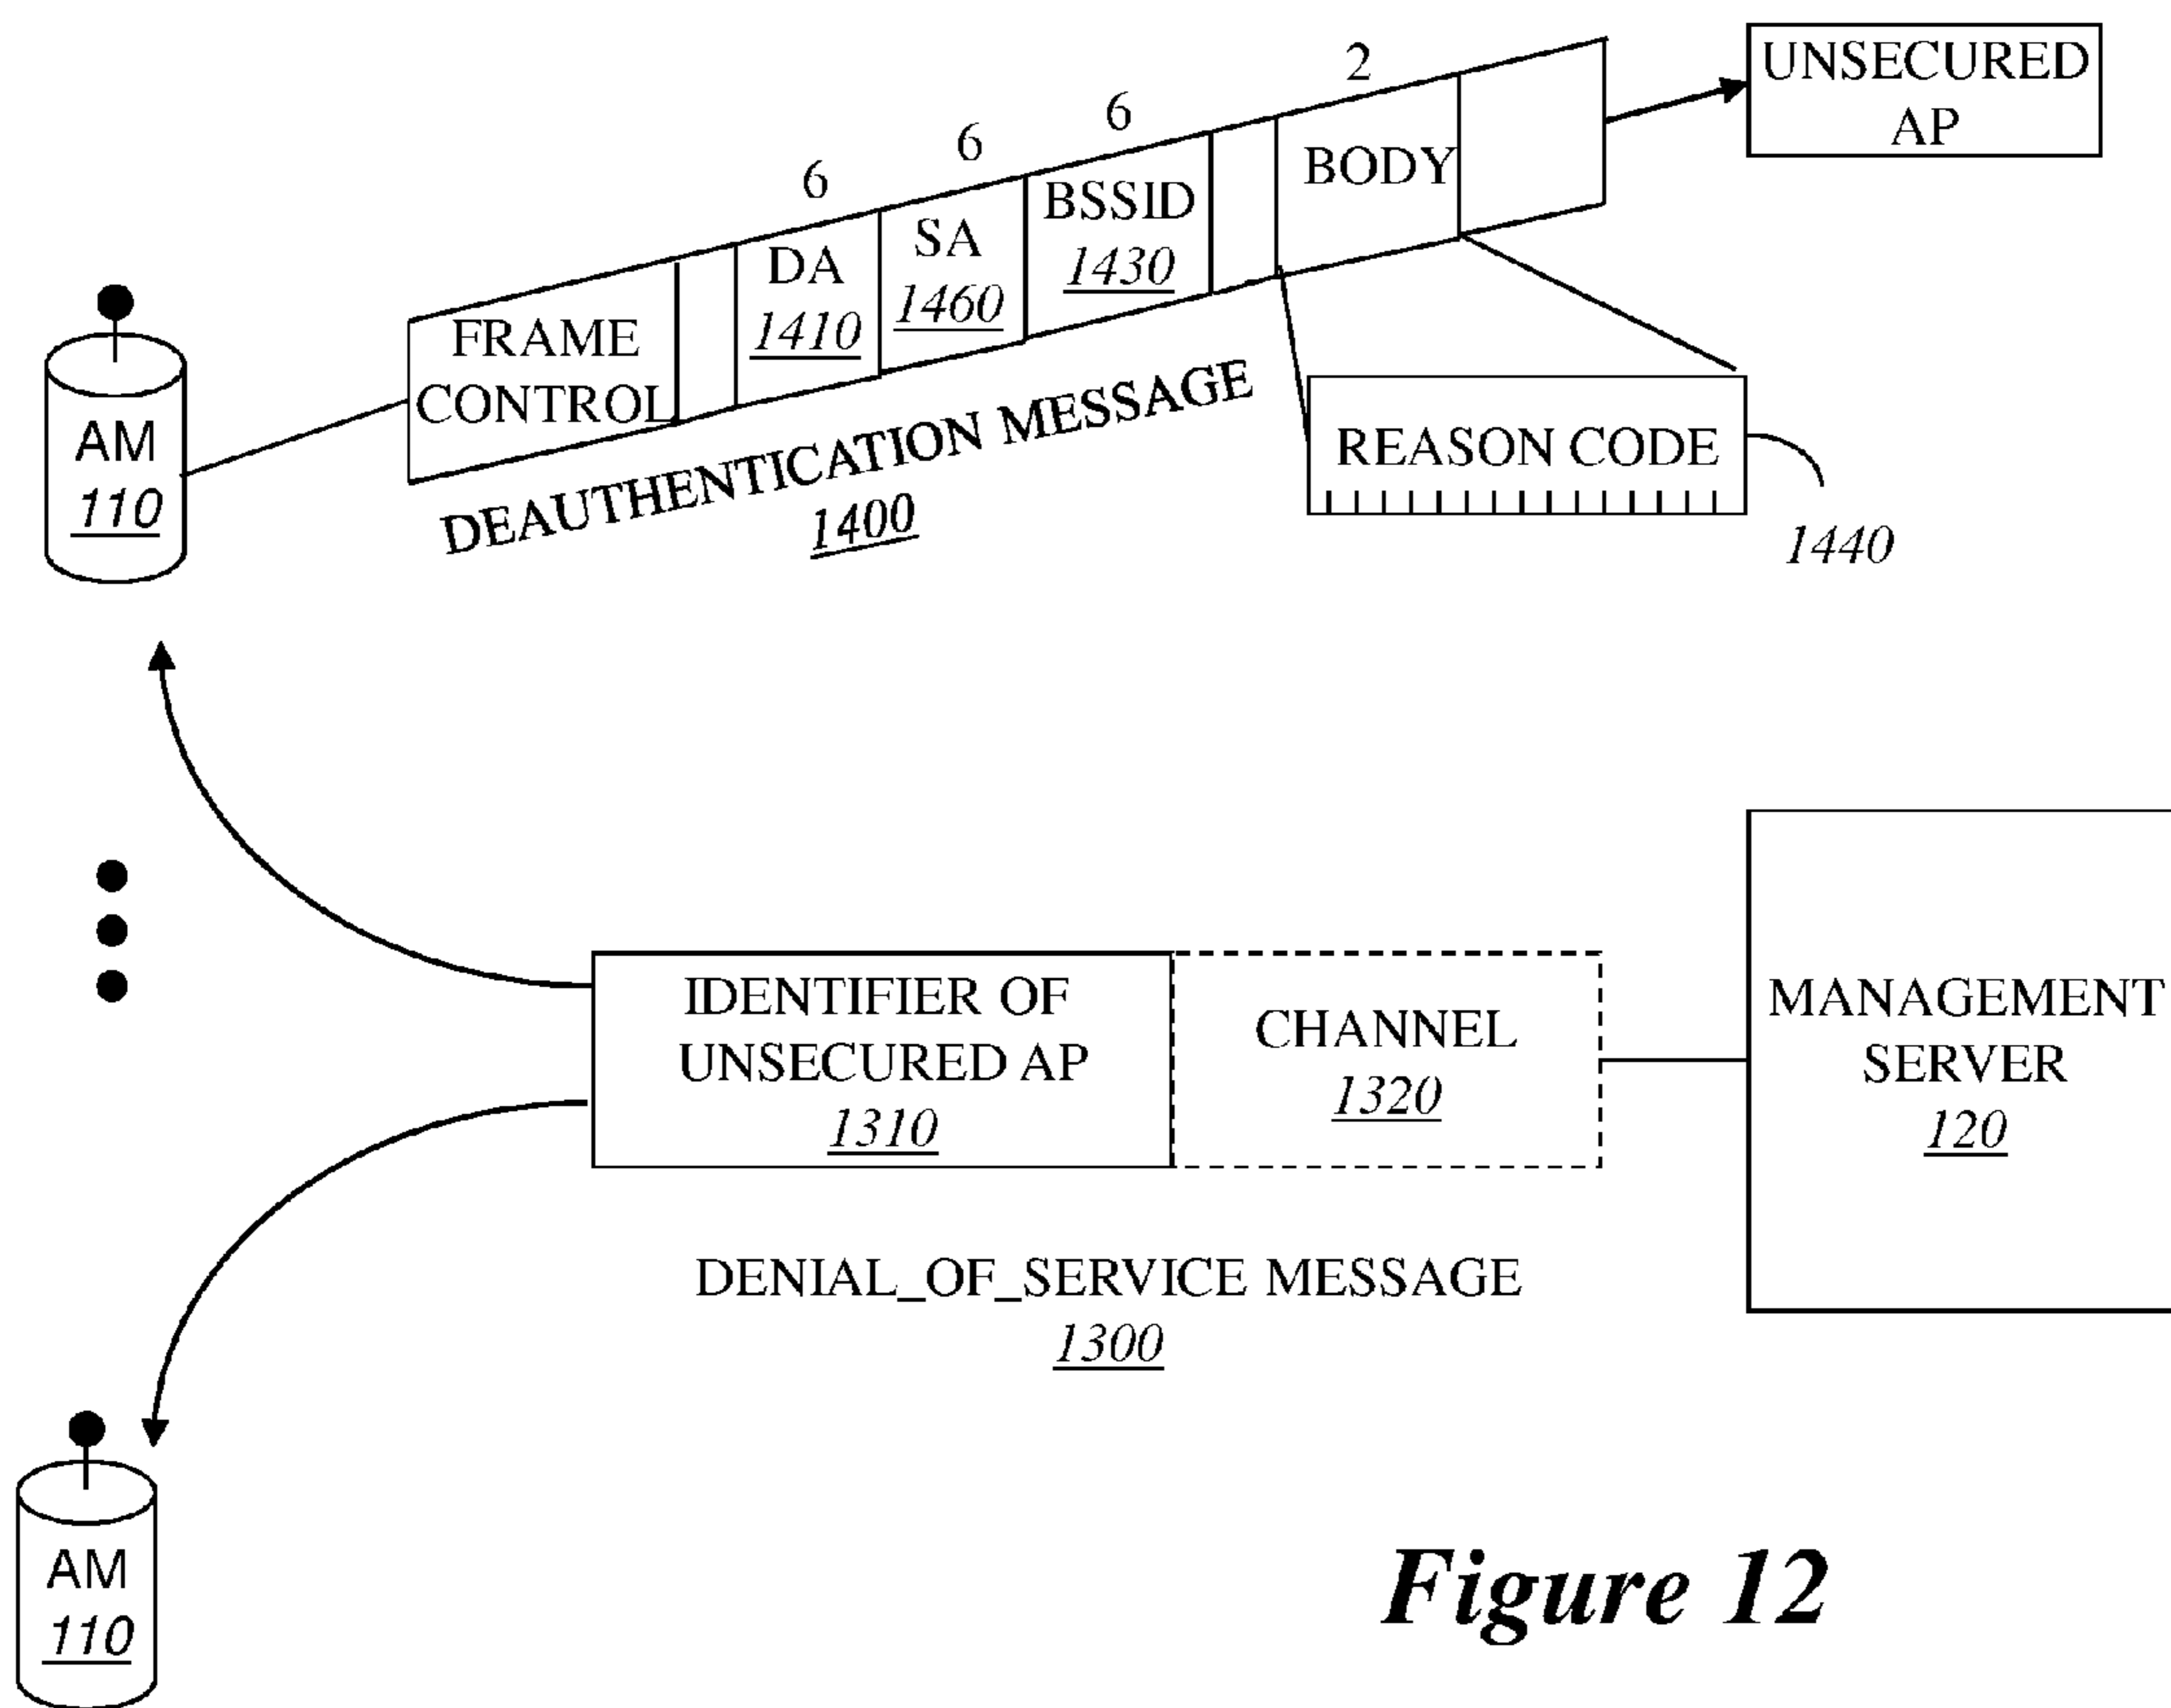 2
UNSECURED
AP
6
6
6
BODY
BSSID
1430
SA
1460
DA
1410
FRAME
CONTROL
AM
110
DEAUTHENTICATION MESSAGE
1400
REASON CODE
1440
IDENTIFIER OF
UNSECURED AP
1310
CHANNEL
1320
MANAGEMENT
SERVER
120
DENIAL_OF_SERVICE MESSAGE
1300
AM
110
Figure 12